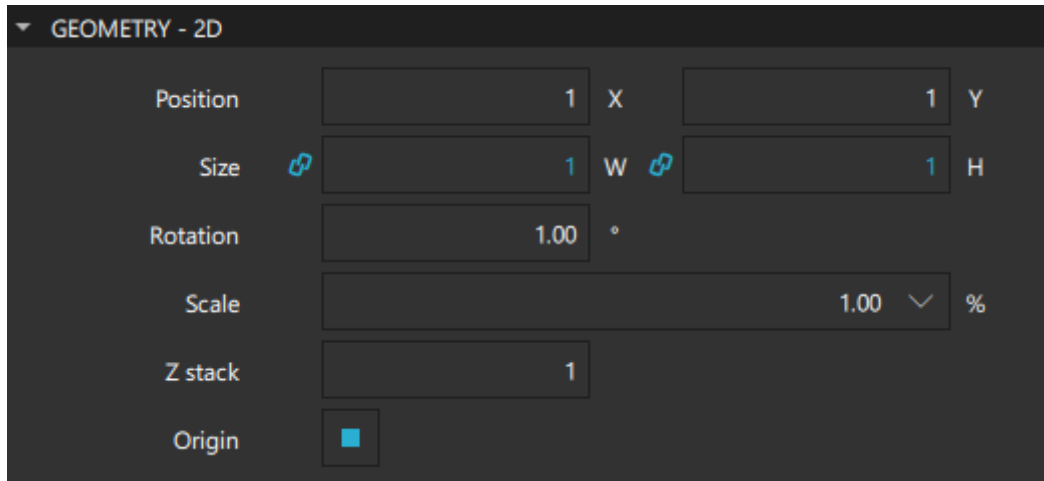 GEOMETRY - 2D
Position 1 X 1 Y
Size 1 W 1 H
Rotation 1.00 °
Scale 1.00 %
Z stack 1
Origin